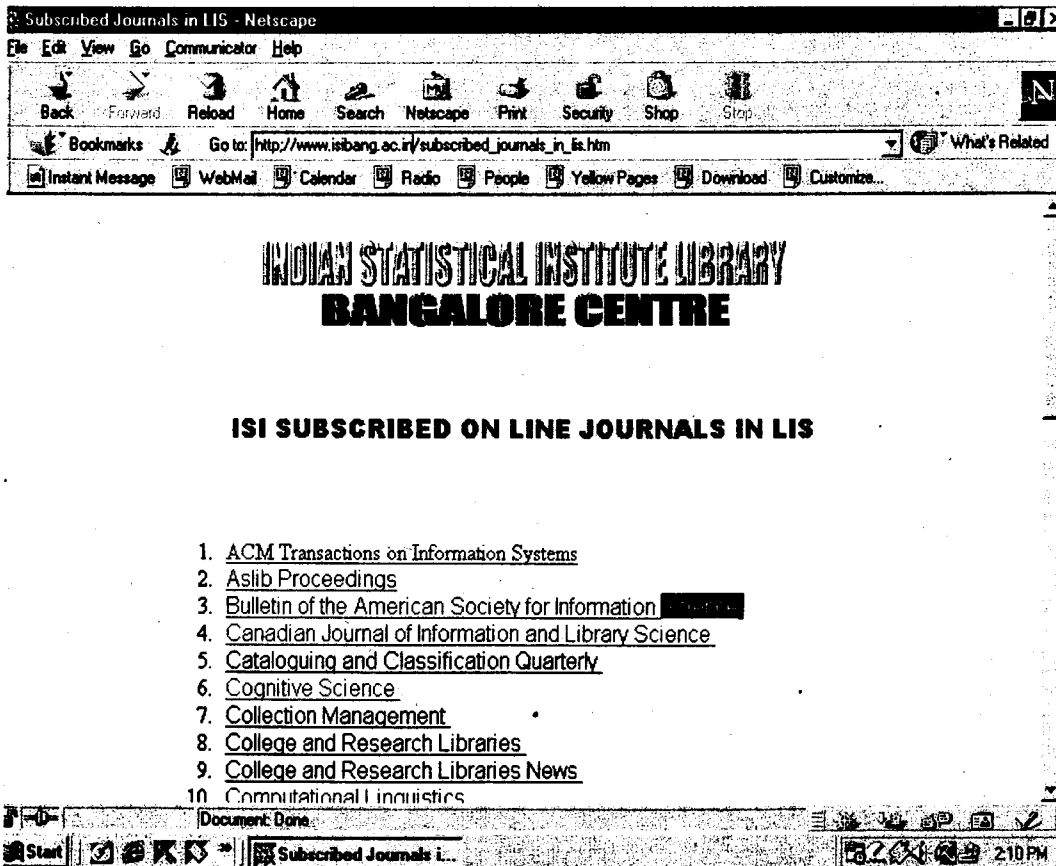 Subscribed Journals in LIS - Netscape
File Edit View Go Communicator Help
Back Forward Reload Home Search Netscape Print Security Shop Stop
Bookmarks Go to: http://www.isibang.ac.in/subscribed_journals_in_lis.htm What's Related
Instant Message WebMail Calendar Radio People Yellow Pages Download Customize...
INDIAN STATISTICAL INSTITUTE LIBRARY
BANGALORE CENTRE
ISI SUBSCRIBED ON LINE JOURNALS IN LIS
1. ACM Transactions on Information Systems
2. Aslib Proceedings
3. Bulletin of the American Society for Information
4. Canadian Journal of Information and Library Science
5. Cataloguing and Classification Quarterly
6. Cognitive Science
7. Collection Management
8. College and Research Libraries
9. College and Research Libraries News
10. Computational Linguistics
Document: Done
Start Subscribed Journals i... 2:10 PM